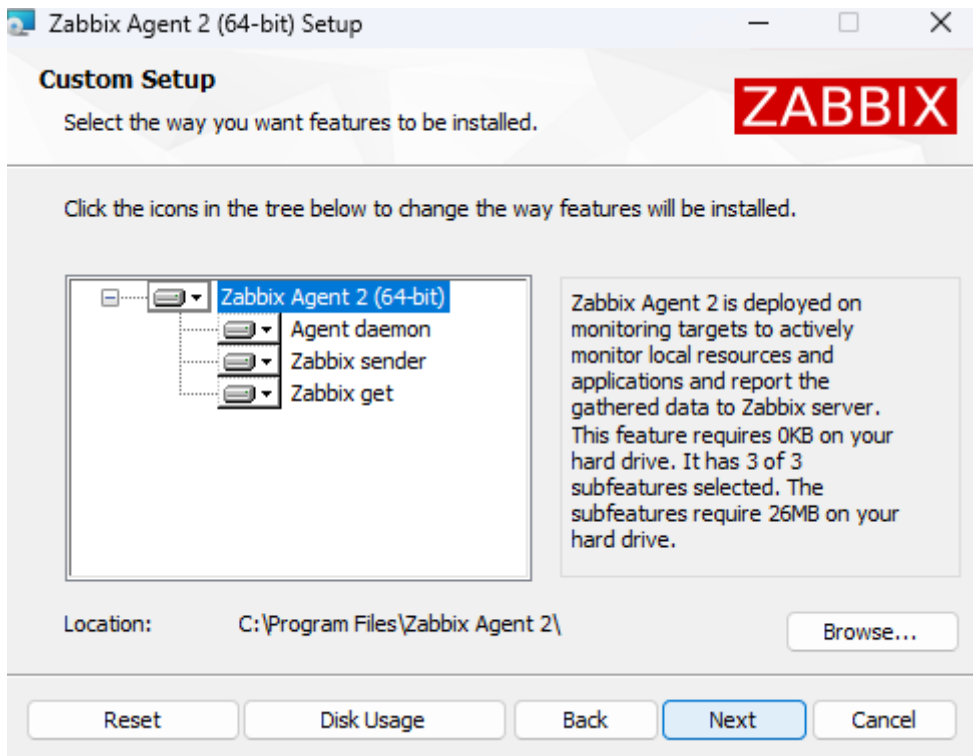 Zabbix Agent 2 (64-bit) Setup
Custom Setup
Select the way you want features to be installed.
ZABBIX
Click the icons in the tree below to change the way features will be installed.
Zabbix Agent 2 (64-bit)
Agent daemon
Zabbix sender
Zabbix get
Zabbix Agent 2 is deployed on
monitoring targets to actively
monitor local resources and
applications and report the
gathered data to Zabbix server.
This feature requires 0KB on your
hard drive. It has 3 of 3
subfeatures selected. The
subfeatures require 26MB on your
hard drive.
Location: C:\Program Files\Zabbix Agent 2\
Browse...
Reset Disk Usage Back Next Cancel